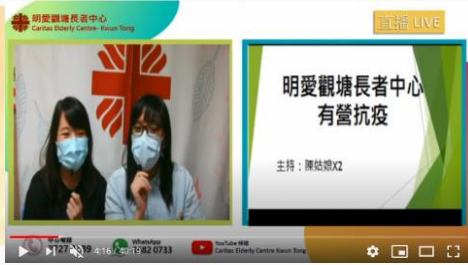 明愛觀塘長者中心
Caritas Elderly Centre- Kwun Tong
直播 LIVE
明愛觀塘長者中心
有營抗疫
主持：陳姑娘X2
WhatsApp
YouTube 頻道
Caritas Elderly Centre Kwun Tong
4:16